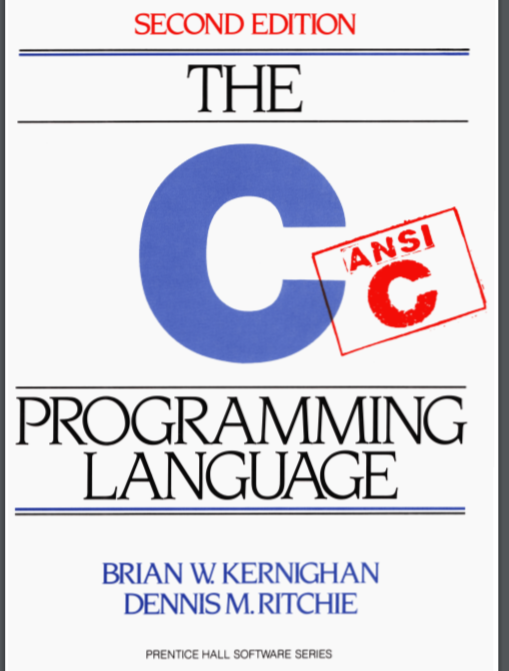 SECOND EDITION
THE
C
ANSI
C
PROGRAMMING
LANGUAGE
BRIAN W. KERNIGHAN
DENNIS M. RITCHIE
PRENTICE HALL SOFTWARE SERIES